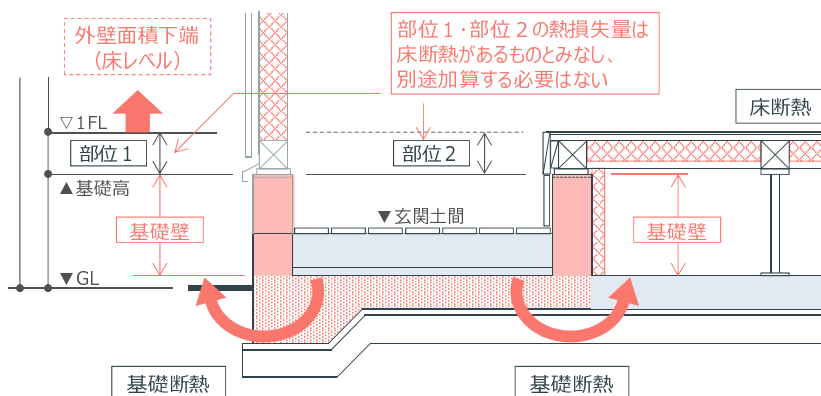 外壁面積下端
（床レベル）
部位１・部位２の熱損失量は
床断熱があるものとみなし、
別途加算する必要はない
床断熱
▽1FL
部位１
部位２
▲基礎高
基礎壁
▼玄関土間
基礎壁
▼GL
基礎断熱
基礎断熱